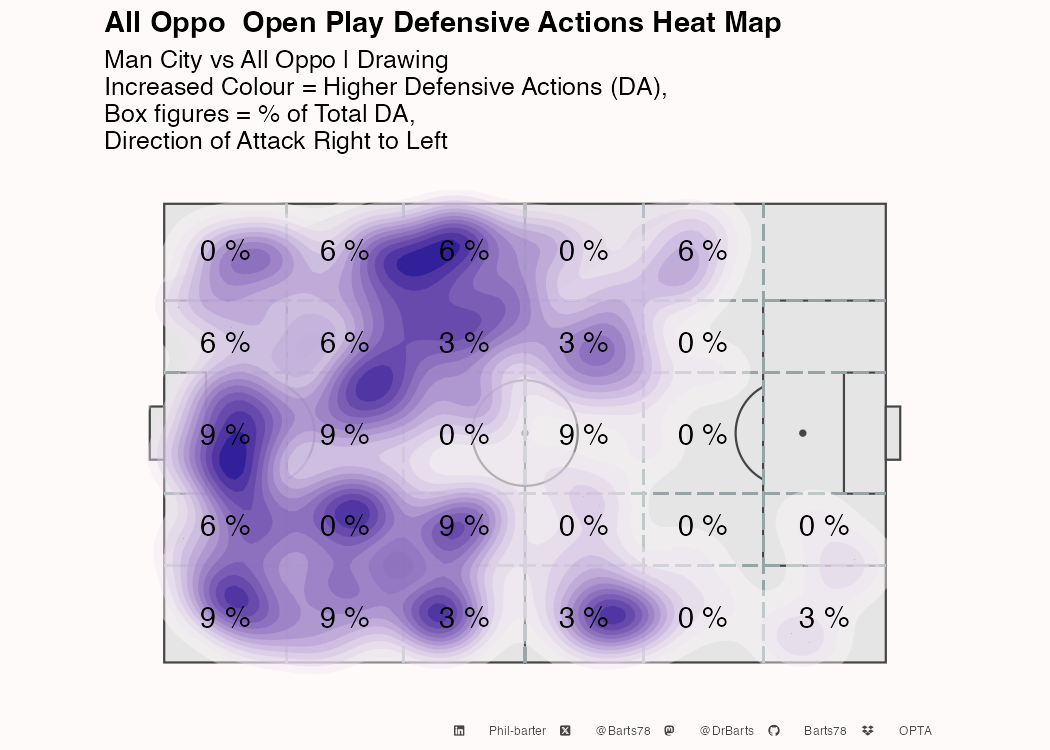 All Oppo  Open Play Defensive Actions Heat Map
Man City vs All Oppo | Drawing
Increased Colour = Higher Defensive Actions (DA),
Box figures = % of Total DA,
Direction of Attack Right to Left
0 % 6 % 6 % 0 % 6 %
6 % 6 % 3 % 3 % 0 %
9 % 9 % 0 % 9 % 0 %
6 % 0 % 9 % 0 % 0 % 0 %
9 % 9 % 3 % 3 % 0 % 3 %
Phil-barter @Barts78 @DrBarts Barts78 OPTA